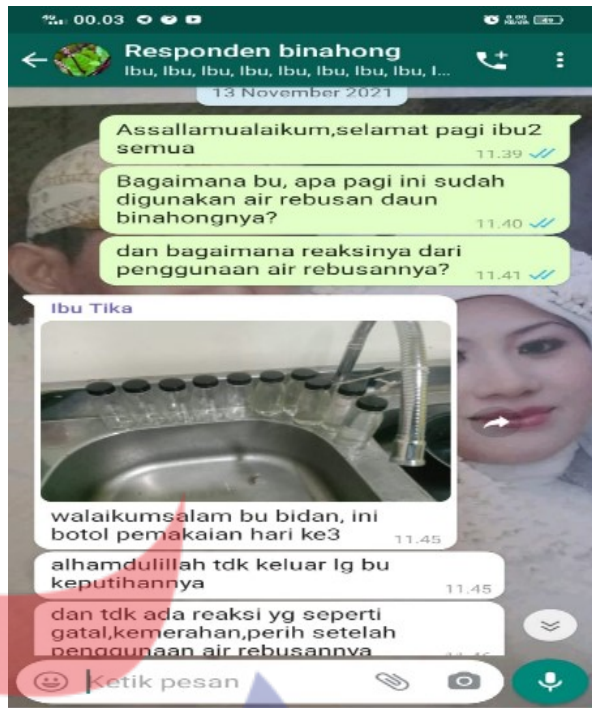 00.03
Responden binahong
Ibu, Ibu, Ibu, Ibu, Ibu, Ibu, Ibu, Ibu, I...
13 November 2021
Assallamualaikum,selamat pagi ibu2
semua
11.39
Bagaimana bu, apa pagi ini sudah
digunakan air rebusan daun
binahongnya?
11.40
dan bagaimana reaksinya dari
penggunaan air rebusannya?
11.41
Ibu Tika
walaikumsalam bu bidan, ini
botol pemakaian hari ke3
11.45
alhamdulillah tdk keluar lg bu
keputihannya
11.45
dan tdk ada reaksi yg seperti
gatal,kemerahan,perih setelah
penggunaan air rebusannya
Ketik pesan